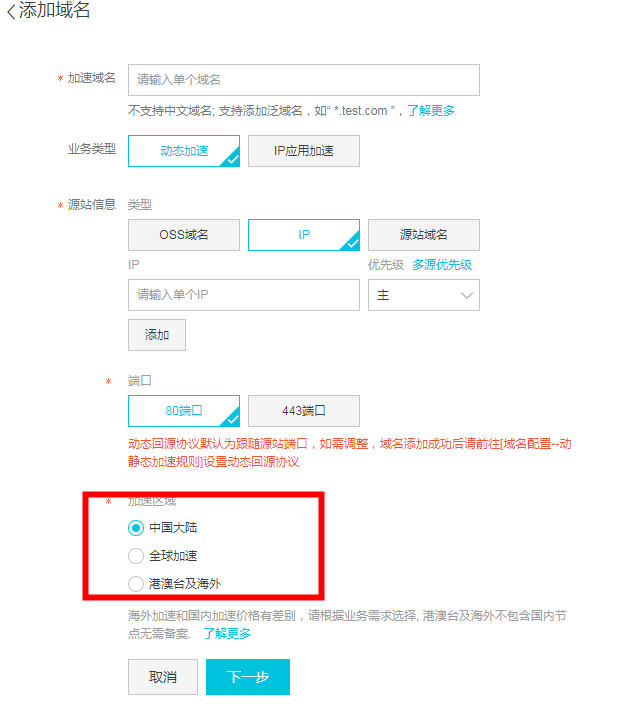 添加域名
* 加速域名 请输入单个域名
不支持中文域名; 支持添加泛域名，如“ *.test.com ”，了解更多
业务类型 动态加速 IP应用加速
* 源站信息 类型
OSS域名 IP 源站域名
IP 优先级 多源优先级
请输入单个IP 主
添加
* 端口
80端口 443端口
动态回源协议默认为跟随源站端口，如需调整，域名添加成功后请前往[域名配置--动
静态加速规则]设置动态回源协议
* 加速区域
中国大陆
全球加速
港澳台及海外
海外加速和国内加速价格有差别，请根据业务需求选择, 港澳台及海外不包含国内节
点无需备案. 了解更多
取消 下一步